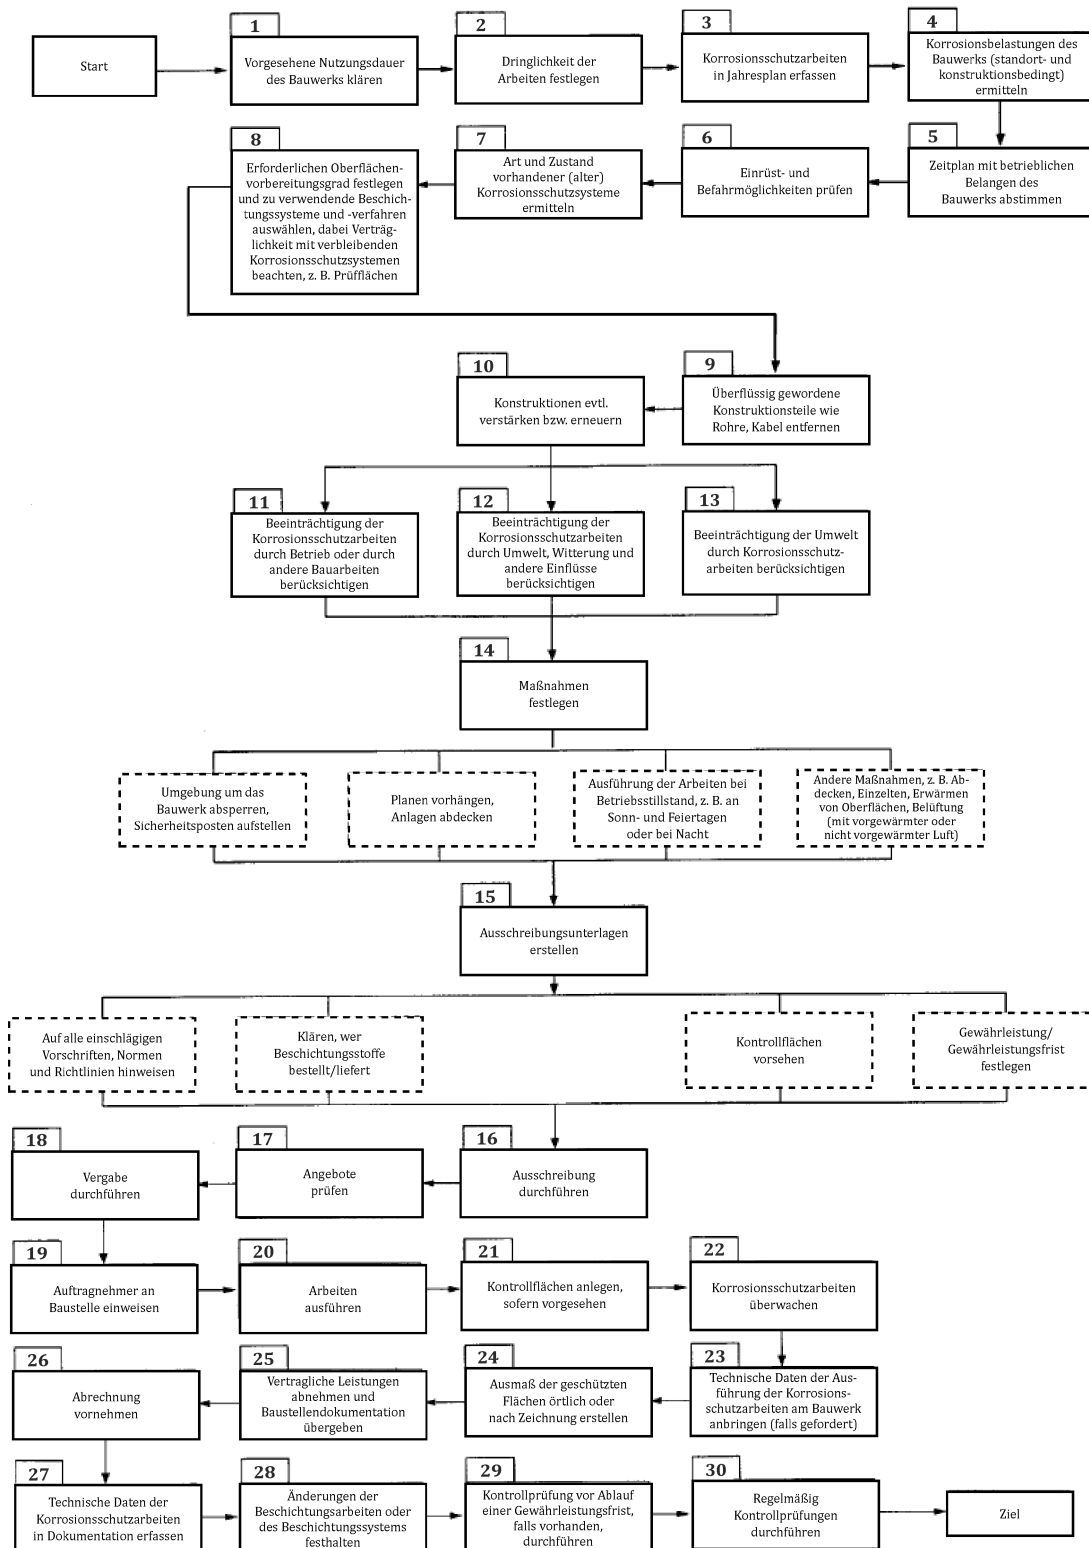 Start
1
Vorgesehene Nutzungsdauer
des Bauwerks klären
2
Dringlichkeit der
Arbeiten festlegen
3
Korrosionsschutzarbeiten
in Jahresplan erfassen
4
Korrosionsbelastungen des
Bauwerks (standort- und
konstruktionsbedingt)
ermitteln
5
Zeitplan mit betrieblichen
Belangen des
Bauwerks abstimmen
6
Einrüst- und
Befahrmöglichkeiten prüfen
7
Art und Zustand
vorhandener (alter)
Korrosionsschutzsysteme
ermitteln
8
Erforderlichen Oberflächen-
vorbereitungsgrad festlegen
und zu verwendende Beschich-
tungssysteme und -verfahren
auswählen, dabei Verträg-
lichkeit mit verbleibenden
Korrosionsschutzsystemen
beachten, z. B. Prüfflächen
9
Überflüssig gewordene
Konstruktionsteile wie
Rohre, Kabel entfernen
10
Konstruktionen evtl.
verstärken bzw. erneuern
11
Beeinträchtigung der
Korrosionsschutzarbeiten
durch Betrieb oder durch
andere Bauarbeiten
berücksichtigen
12
Beeinträchtigung der
Korrosionsschutzarbeiten
durch Umwelt, Witterung und
andere Einflüsse
berücksichtigen
13
Beeinträchtigung der Umwelt
durch Korrosionsschutz-
arbeiten berücksichtigen
14
Maßnahmen
festlegen
Umgebung um das
Bauwerk absperren,
Sicherheitsposten aufstellen
Planen vorhängen,
Anlagen abdecken
Ausführung der Arbeiten bei
Betriebsstillstand, z. B. an
Sonn- und Feiertagen
oder bei Nacht
Andere Maßnahmen, z. B. Ab-
decken, Einzelten, Erwärmen
von Oberflächen, Belüftung
(mit vorgewärmter oder
nicht vorgewärmter Luft)
15
Ausschreibungsunterlagen
erstellen
Auf alle einschlägigen
Vorschriften, Normen
und Richtlinien hinweisen
Klären, wer
Beschichtungsstoffe
bestellt/liefert
Kontrollflächen
vorsehen
Gewährleistung/
Gewährleistungsfrist
festlegen
16
Ausschreibung
durchführen
17
Angebote
prüfen
18
Vergabe
durchführen
19
Auftragnehmer an
Baustelle einweisen
20
Arbeiten
ausführen
21
Kontrollflächen anlegen,
sofern vorgesehen
22
Korrosionsschutzarbeiten
überwachen
23
Technische Daten der Aus-
führung der Korrosions-
schutzarbeiten am Bauwerk
anbringen (falls gefordert)
24
Ausmaß der geschützten
Flächen örtlich oder
nach Zeichnung erstellen
25
Vertragliche Leistungen
abnehmen und
Baustellendokumentation
übergeben
26
Abrechnung
vornehmen
27
Technische Daten der
Korrosionsschutzarbeiten
in Dokumentation erfassen
28
Änderungen der
Beschichtungsarbeiten oder
des Beschichtungssystems
festhalten
29
Kontrollprüfung vor Ablauf
einer Gewährleistungsfrist,
falls vorhanden,
durchführen
30
Regelmäßig
Kontrollprüfungen
durchführen
Ziel